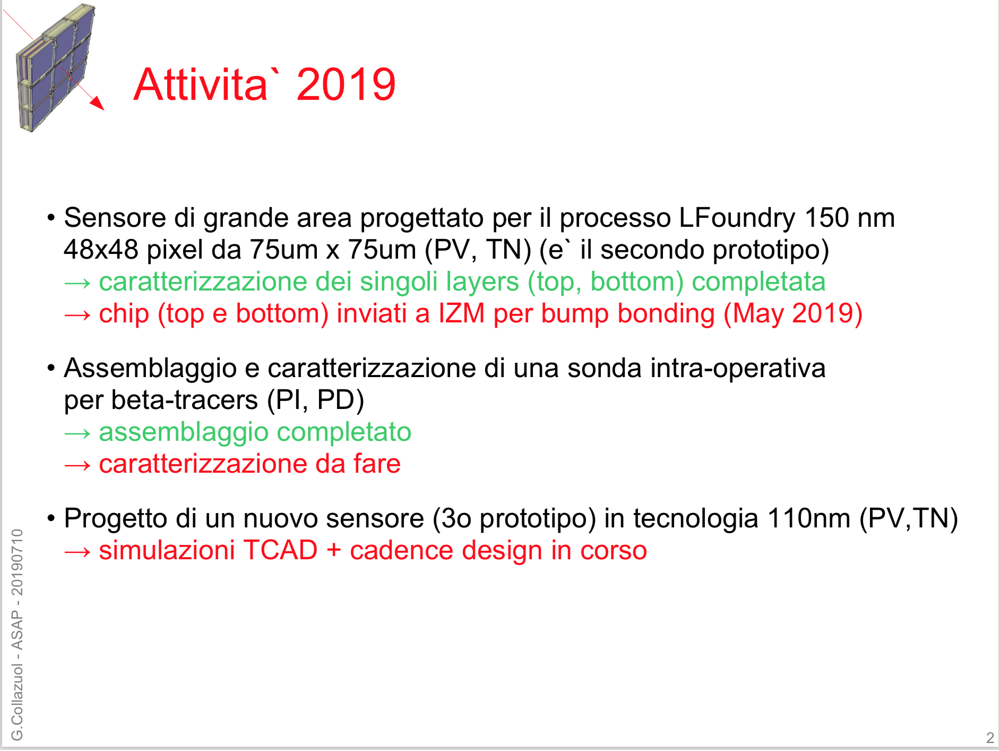 Attivita` 2019
• Sensore di grande area progettato per il processo LFoundry 150 nm
48x48 pixel da 75um x 75um (PV, TN) (e` il secondo prototipo)
→ caratterizzazione dei singoli layers (top, bottom) completata
→ chip (top e bottom) inviati a IZM per bump bonding (May 2019)
• Assemblaggio e caratterizzazione di una sonda intra-operativa
per beta-tracers (PI, PD)
→ assemblaggio completato
→ caratterizzazione da fare
• Progetto di un nuovo sensore (3o prototipo) in tecnologia 110nm (PV,TN)
→ simulazioni TCAD + cadence design in corso
G.Collazuol - ASAP - 201907710
2